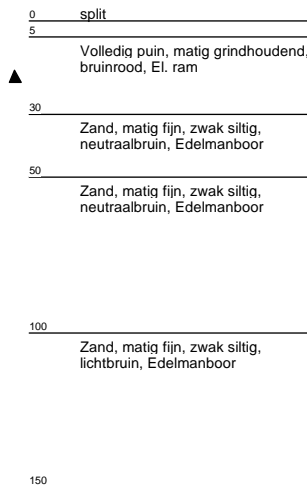 0 split
5
Volledig puin, matig grindhoudend,
bruinrood, El. ram
30
Zand, matig fijn, zwak siltig,
neutraalbruin, Edelmanboor
50
Zand, matig fijn, zwak siltig,
neutraalbruin, Edelmanboor
100
Zand, matig fijn, zwak siltig,
lichtbruin, Edelmanboor
150